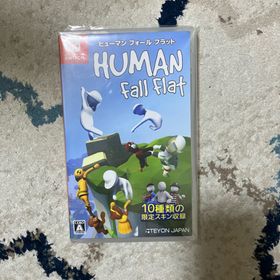 ヒューマン フォール フラット
HUMAN
fall flat
10種類の
限定スキン収録
A
TEYON JAPAN